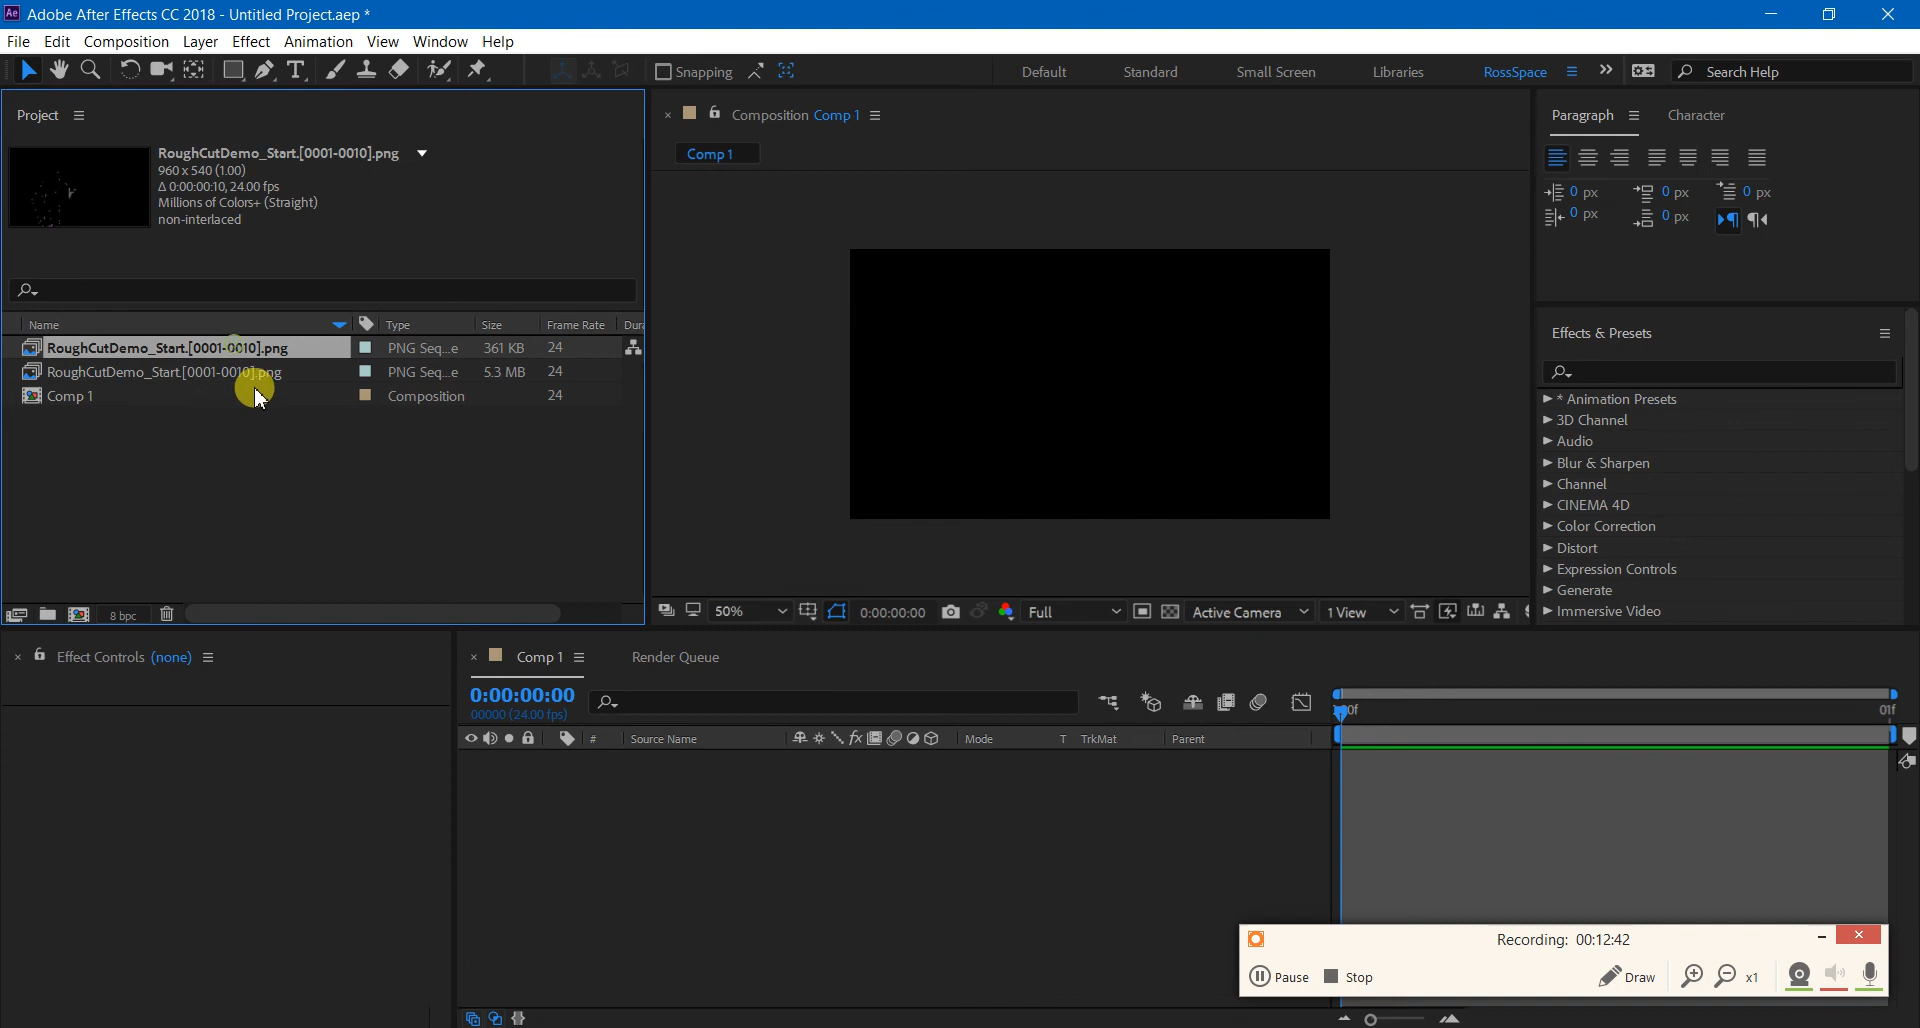 Adobe After Effects CC 2018 - Untitled Project.aep *
File Edit Composition Layer Effect Animation View Window Help
Snapping Default Standard Small Screen Libraries RossSpace Search Help
Project
RoughCutDemo_Start.[0001-0010].png
960 x 540 (1.00)
Δ 0:00:00:10, 24.00 fps
Millions of Colors+ (Straight)
non-interlaced
Name Type Size Frame Rate Dura
RoughCutDemo_Start.[0001-0010].png PNG Seq...e 361 KB 24
RoughCutDemo_Start.[0001-0010].png PNG Seq...e 5.3 MB 24
Comp 1 Composition 24
8 bpc
Composition Comp 1
Comp 1
50% 0:00:00:00 Full Active Camera 1 View
Paragraph Character
0 px 0 px 0 px
0 px 0 px
Effects & Presets
* Animation Presets
3D Channel
Audio
Blur & Sharpen
Channel
CINEMA 4D
Color Correction
Distort
Expression Controls
Generate
Immersive Video
Effect Controls (none)
Comp 1 Render Queue
0:00:00:00
00000 (24.00 fps)
# Source Name Mode T TrkMat Parent
00f 01f
Recording: 00:12:42
Pause Stop Draw x1